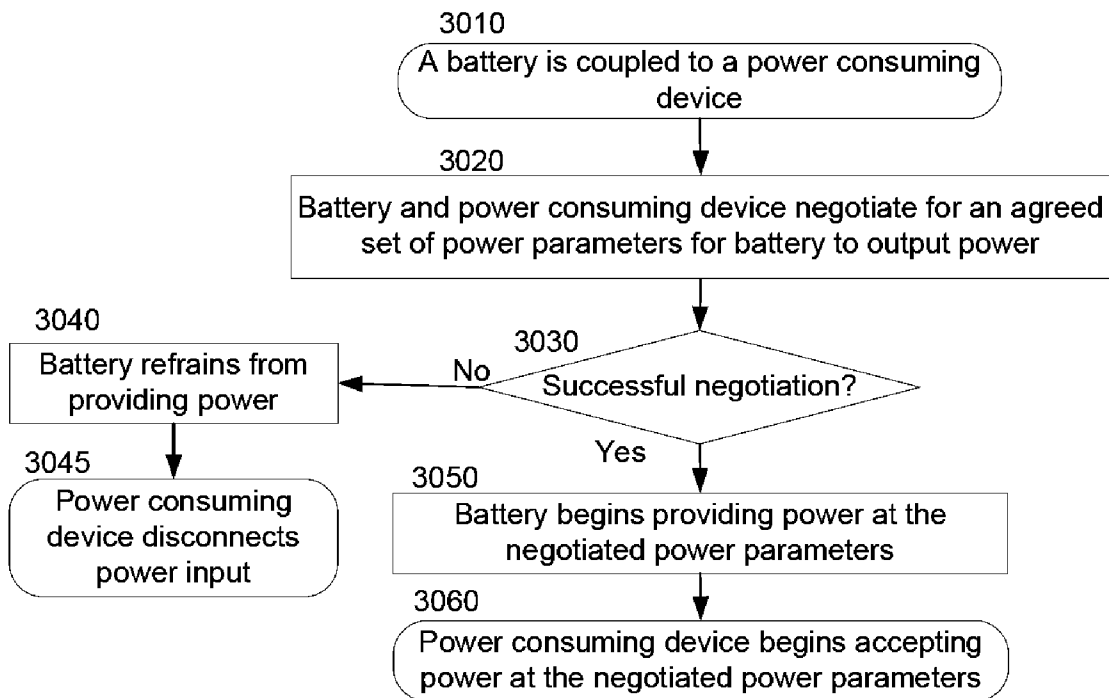 3010
A battery is coupled to a power consuming
device
3020
Battery and power consuming device negotiate for an agreed
set of power parameters for battery to output power
3030
Successful negotiation?
No
3040
Battery refrains from
providing power
3045
Power consuming
device disconnects
power input
Yes
3050
Battery begins providing power at the
negotiated power parameters
3060
Power consuming device begins accepting
power at the negotiated power parameters